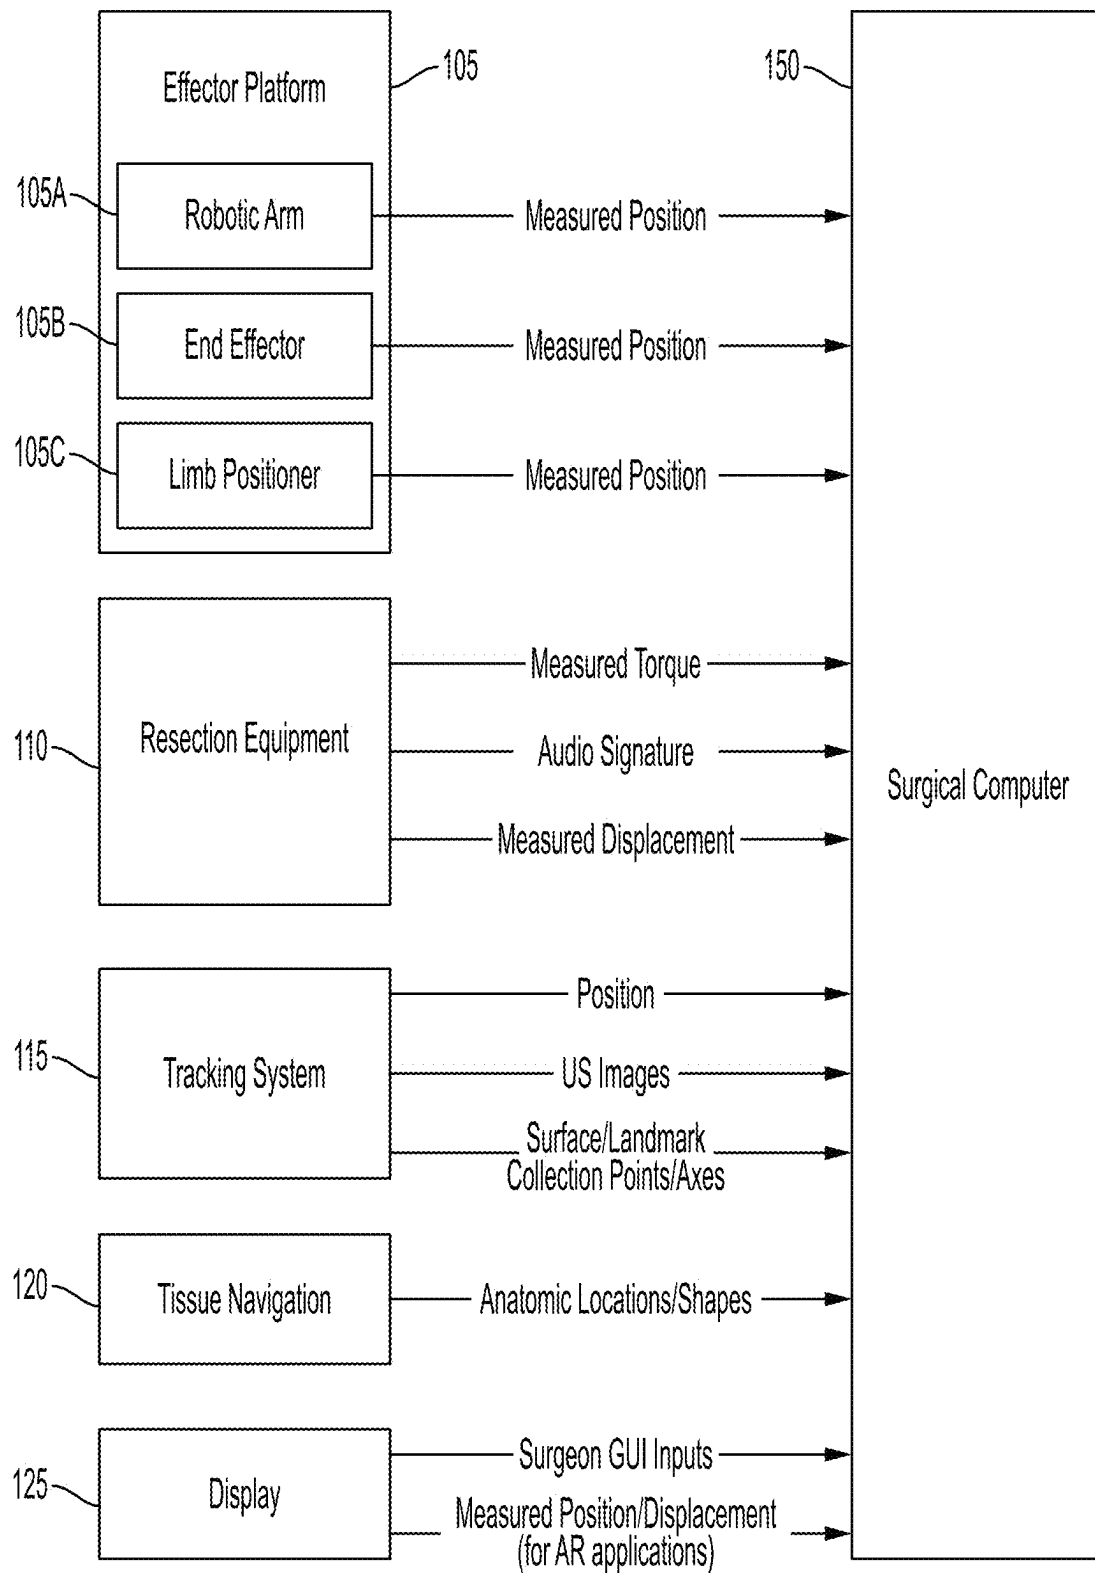 Effector Platform
105
150
105A
Robotic Arm
Measured Position
105B
End Effector
Measured Position
105C
Limb Positioner
Measured Position
110
Resection Equipment
Measured Torque
Audio Signature
Measured Displacement
Surgical Computer
115
Tracking System
Position
US Images
Surface/Landmark
Collection Points/Axes
120
Tissue Navigation
Anatomic Locations/Shapes
125
Display
Surgeon GUI Inputs
Measured Position/Displacement
(for AR applications)